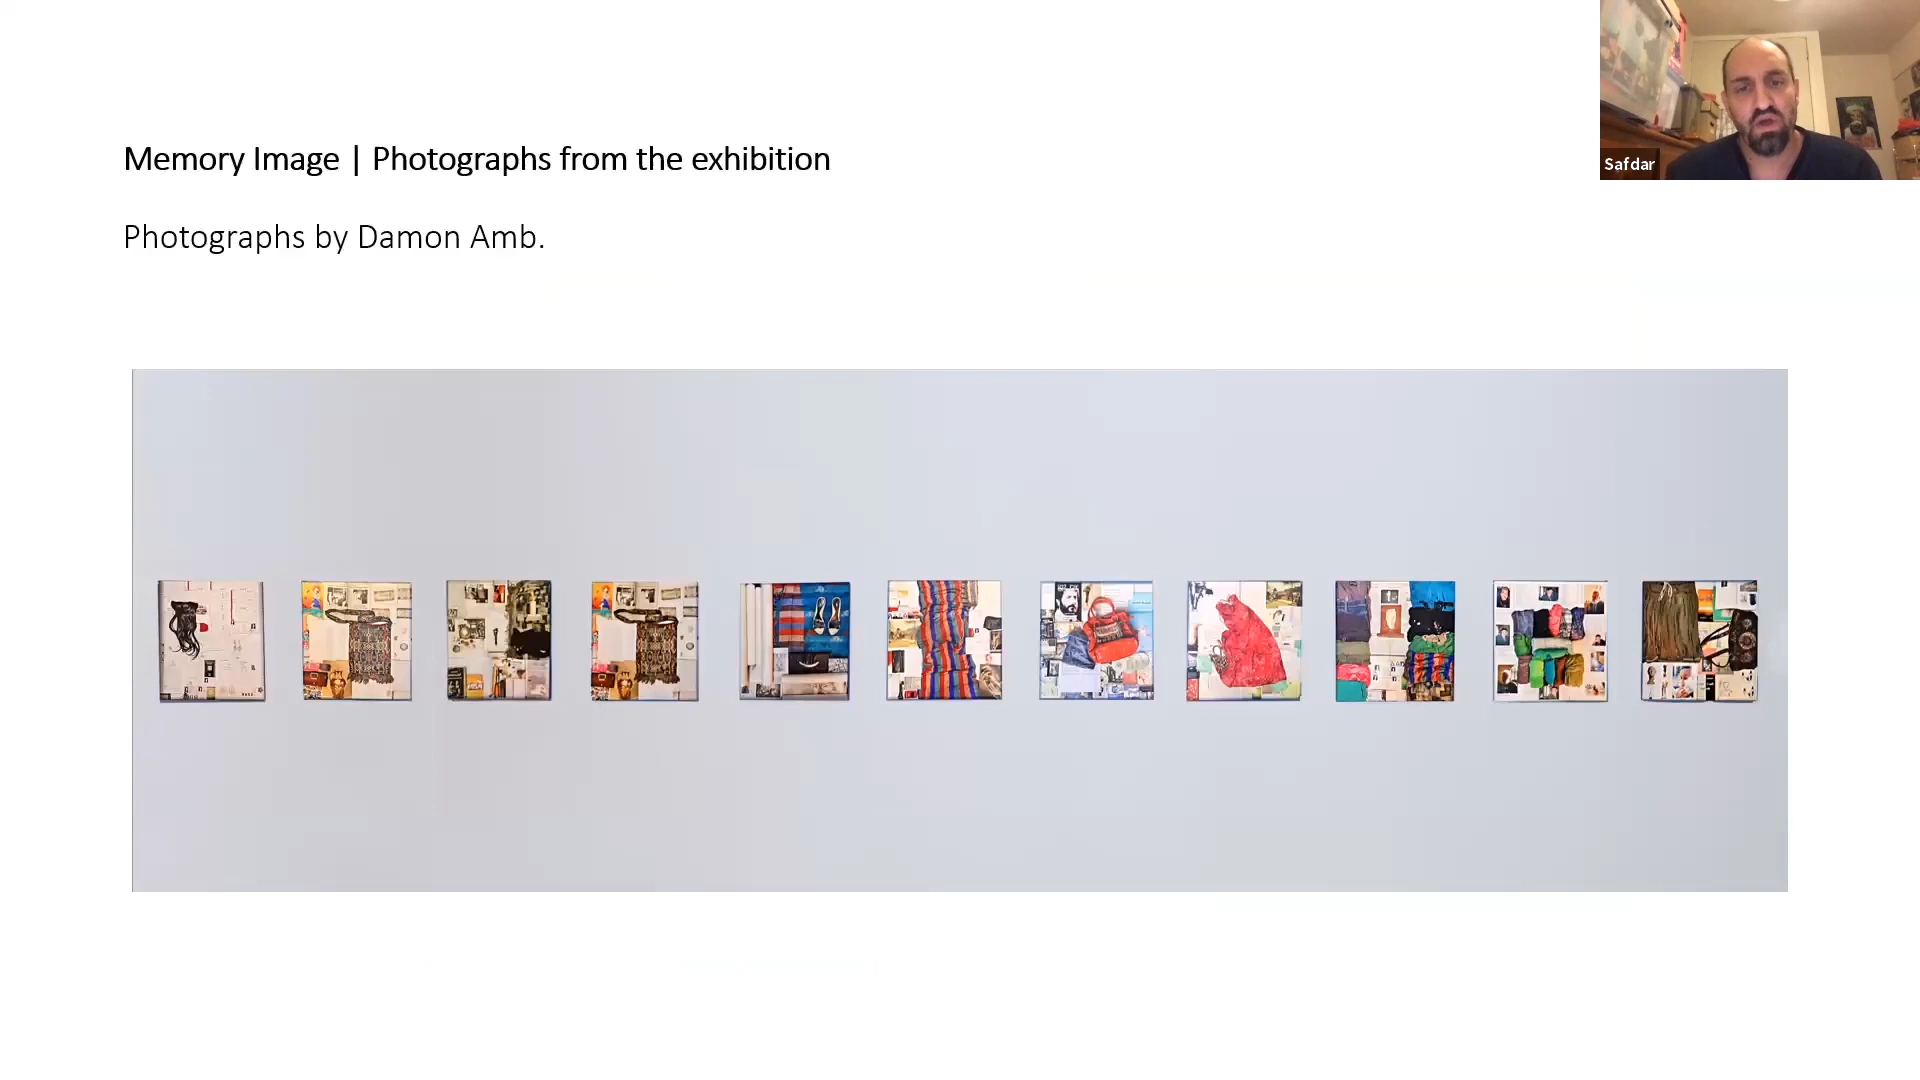 Memory Image | Photographs from the exhibition
Photographs by Damon Amb.
Safdar